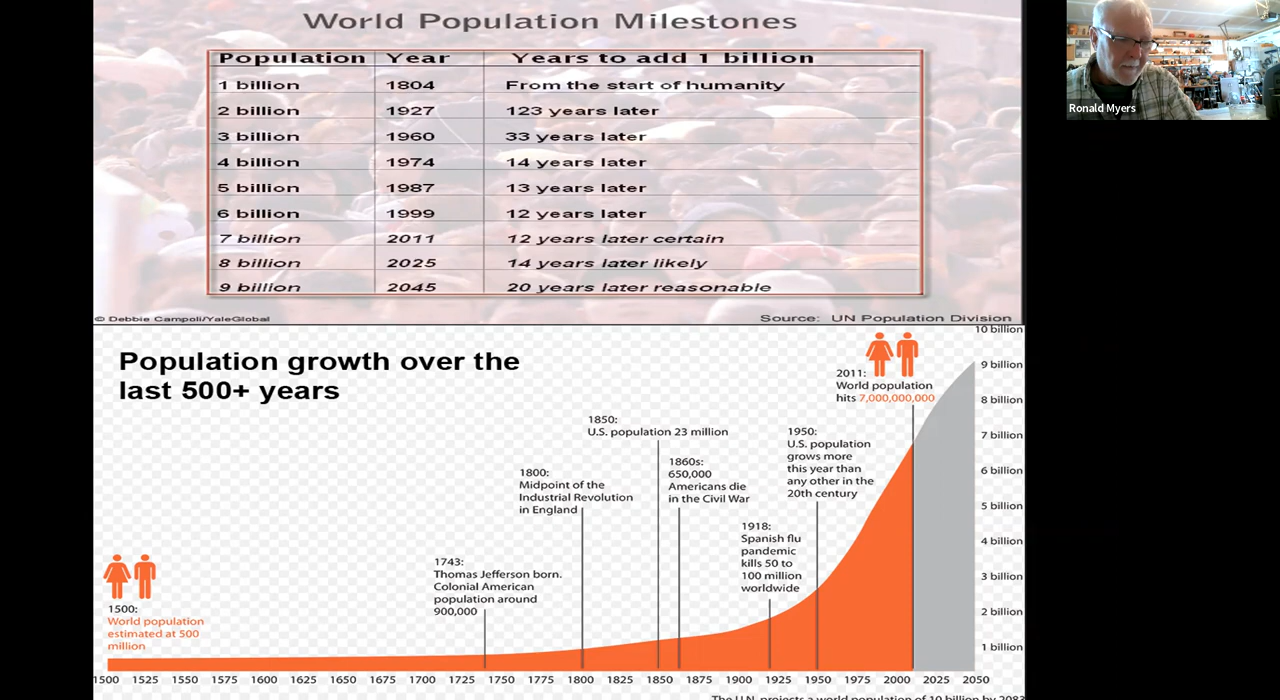 World Population Milestones
Population Year Years to add 1 billion
1 billion 1804 From the start of humanity
2 billion 1927 123 years later
3 billion 1960 33 years later
4 billion 1974 14 years later
5 billion 1987 13 years later
6 billion 1999 12 years later
7 billion 2011 12 years later certain
8 billion 2025 14 years later likely
9 billion 2045 20 years later reasonable
© Debbie Campoli/YaleGlobal
Source: UN Population Division
Ronald Myers
Population growth over the
last 500+ years
1500:
World population
estimated at 500
million
1743:
Thomas Jefferson born.
Colonial American
population around
900,000
1800:
Midpoint of the
Industrial Revolution
in England
1850:
U.S. population 23 million
1860s:
650,000
Americans die
in the Civil War
1918:
Spanish flu
pandemic
kills 50 to
100 million
worldwide
1950:
U.S. population
grows more
this year than
any other in the
20th century
2011:
World population
hits 7,000,000,000
10 billion
9 billion
8 billion
7 billion
6 billion
5 billion
4 billion
3 billion
2 billion
1 billion
1500 1525 1550 1575 1600 1625 1650 1675 1700 1725 1750 1775 1800 1825 1850 1875 1900 1925 1950 1975 2000 2025 2050
The U.N. projects a world population of 10 billion by 2083